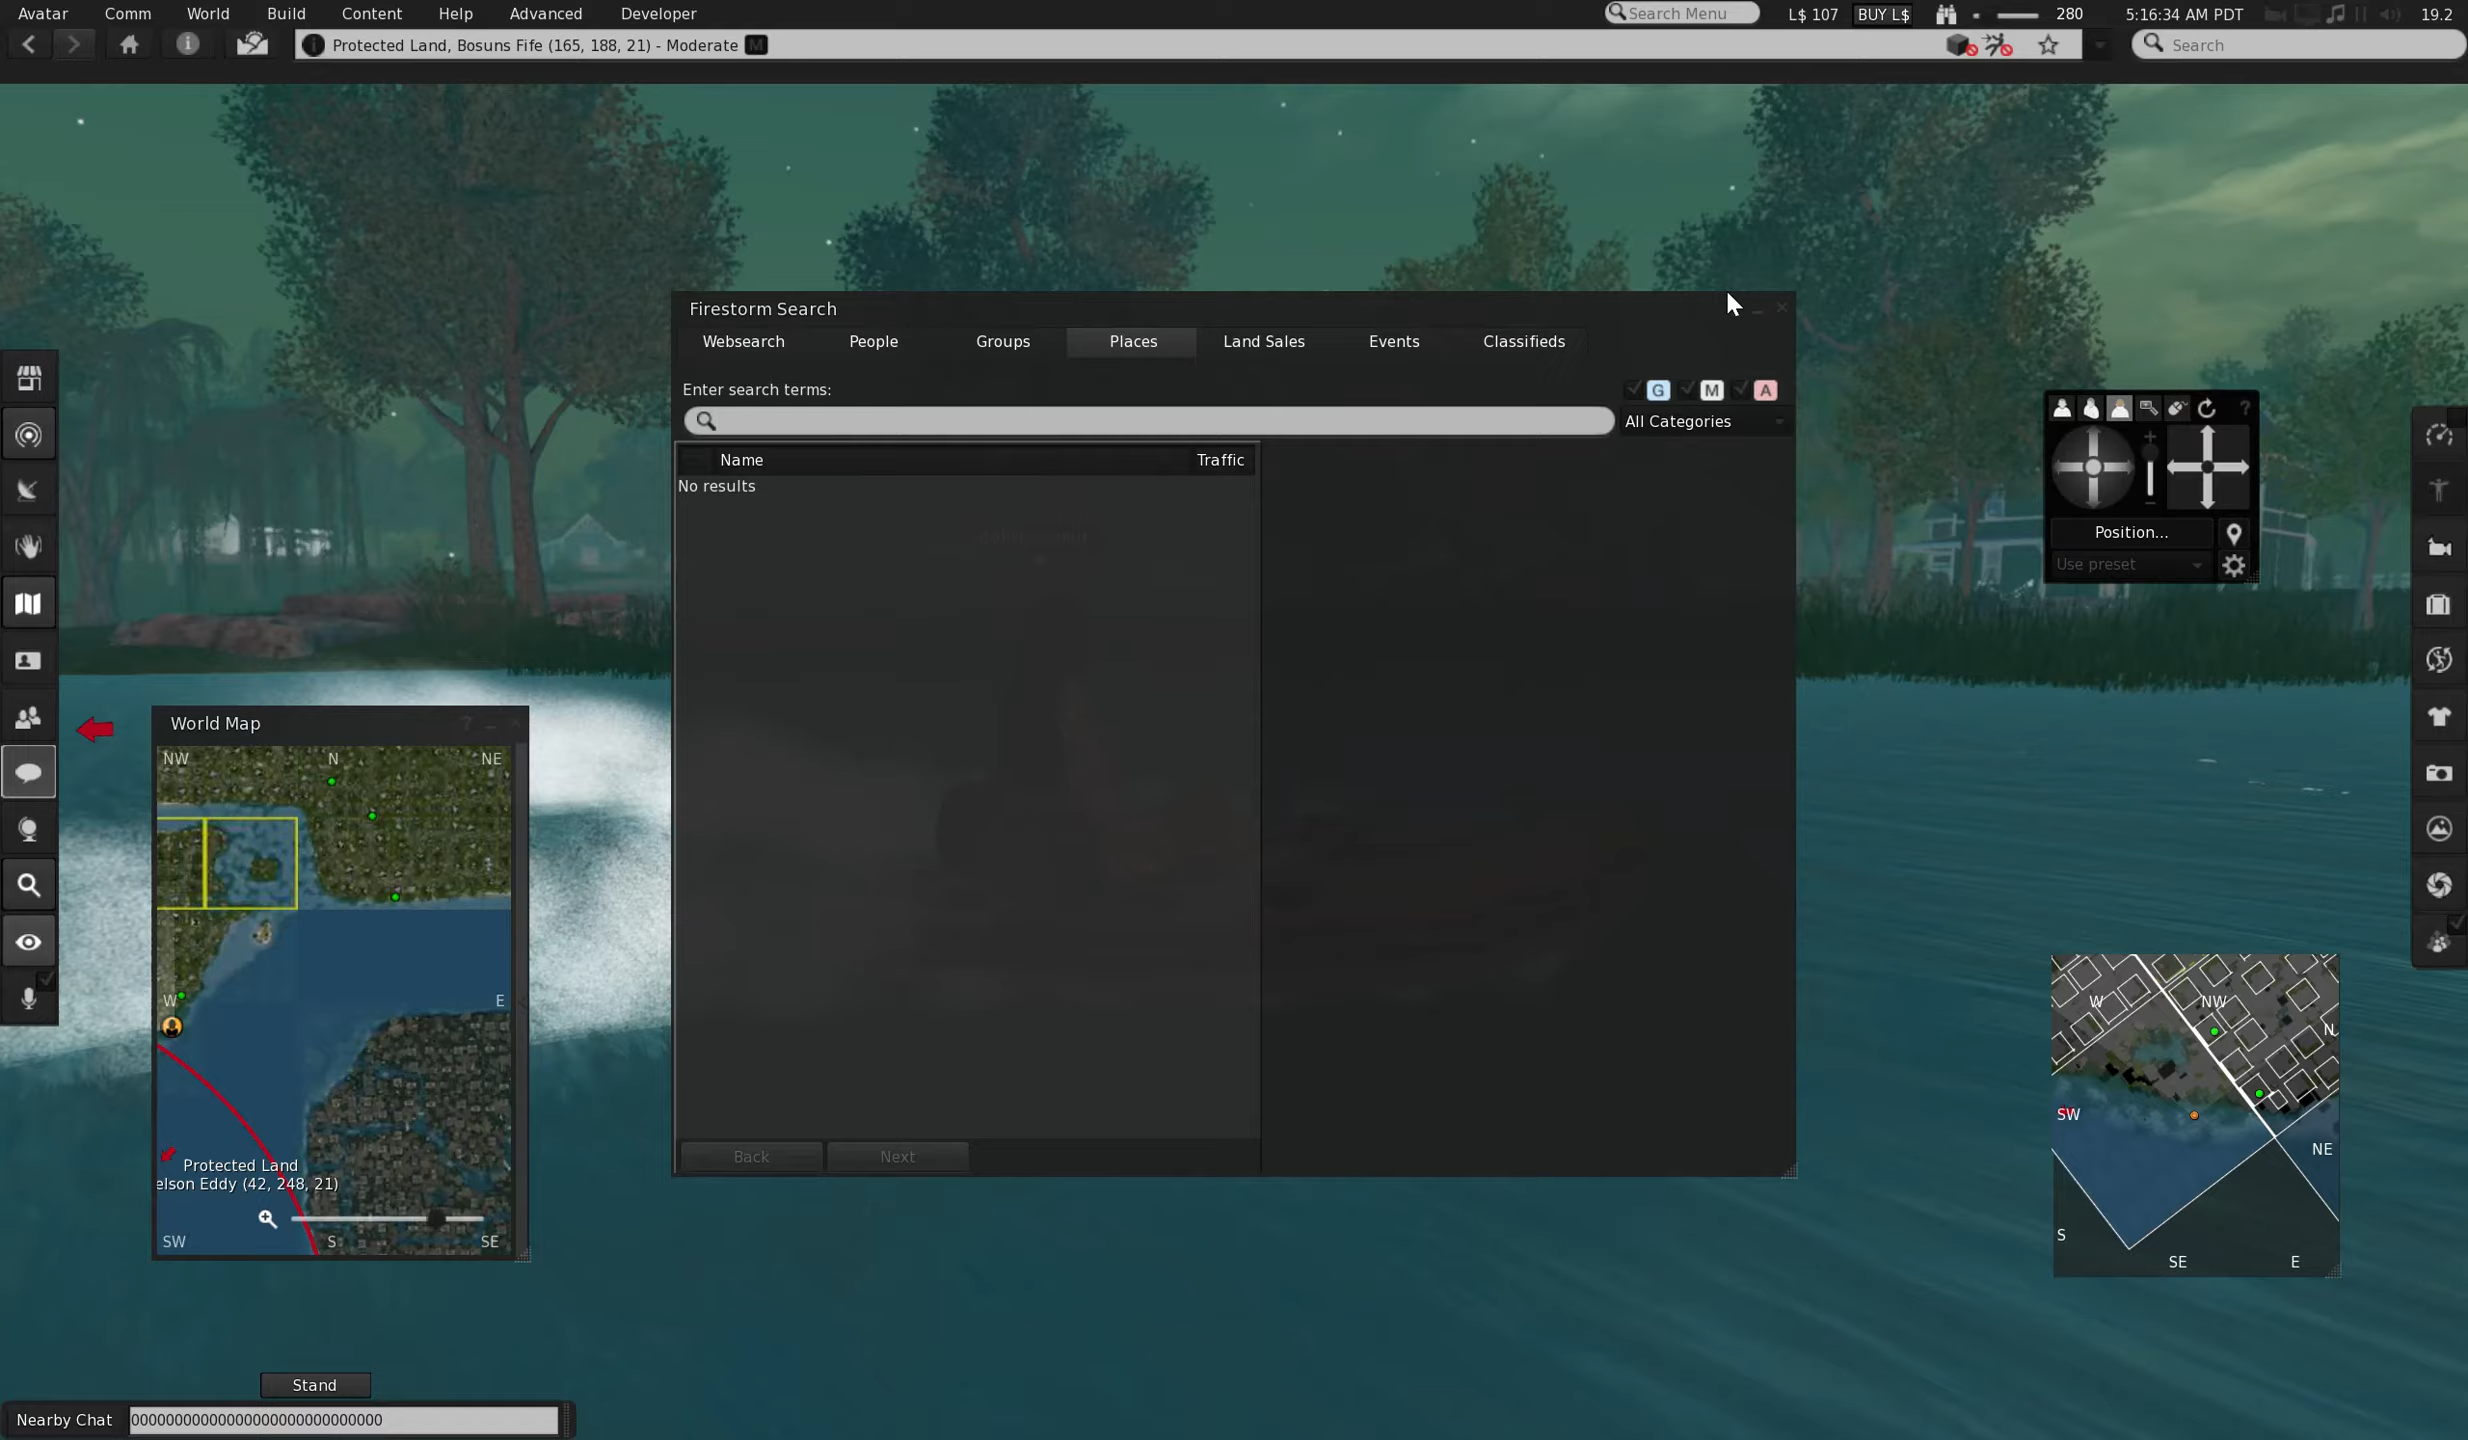 Avatar Comm World Build Content Help Advanced Developer Search Menu L$ 107 BUY L$ 280 5:16:34 AM PDT 19.2
Protected Land, Bosuns Fife (165, 188, 21) - Moderate M Search
Firestorm Search
Websearch People Groups Places Land Sales Events Classifieds
Enter search terms: G M A
All Categories
Name Traffic
No results
Back Next
Position...
Use preset
World Map
NW N NE
W E
Protected Land
elson Eddy (42, 248, 21)
SW S SE
W NW N
SW NE
S SE E
Stand
Nearby Chat 00000000000000000000000000000